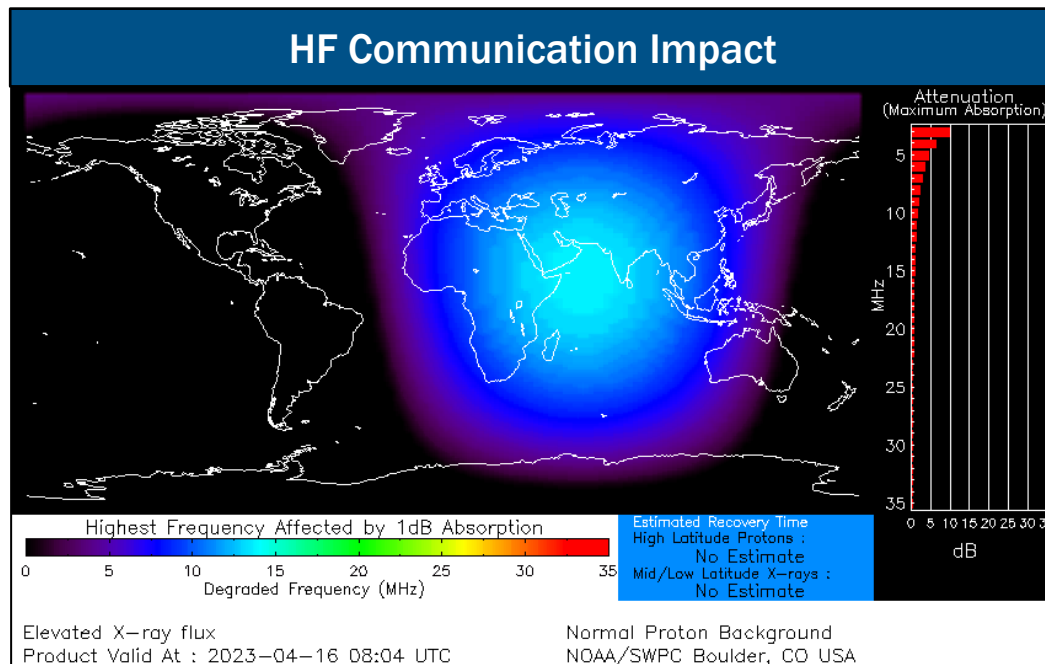 HF Communication Impact
Attenuation
(Maximum Absorption)
5
10
15
20
25
30
35
MHz
0 5 10 15 20 25 30 3
dB
Highest Frequency Affected by 1dB Absorption
0 5 10 15 20 25 30 35
Degraded Frequency (MHz)
Estimated Recovery Time
High Latitude Protons :
No Estimate
Mid/Low Latitude X-rays :
No Estimate
Elevated X-ray flux
Product Valid At : 2023-04-16 08:04 UTC
Normal Proton Background
NOAA/SWPC Boulder, CO USA